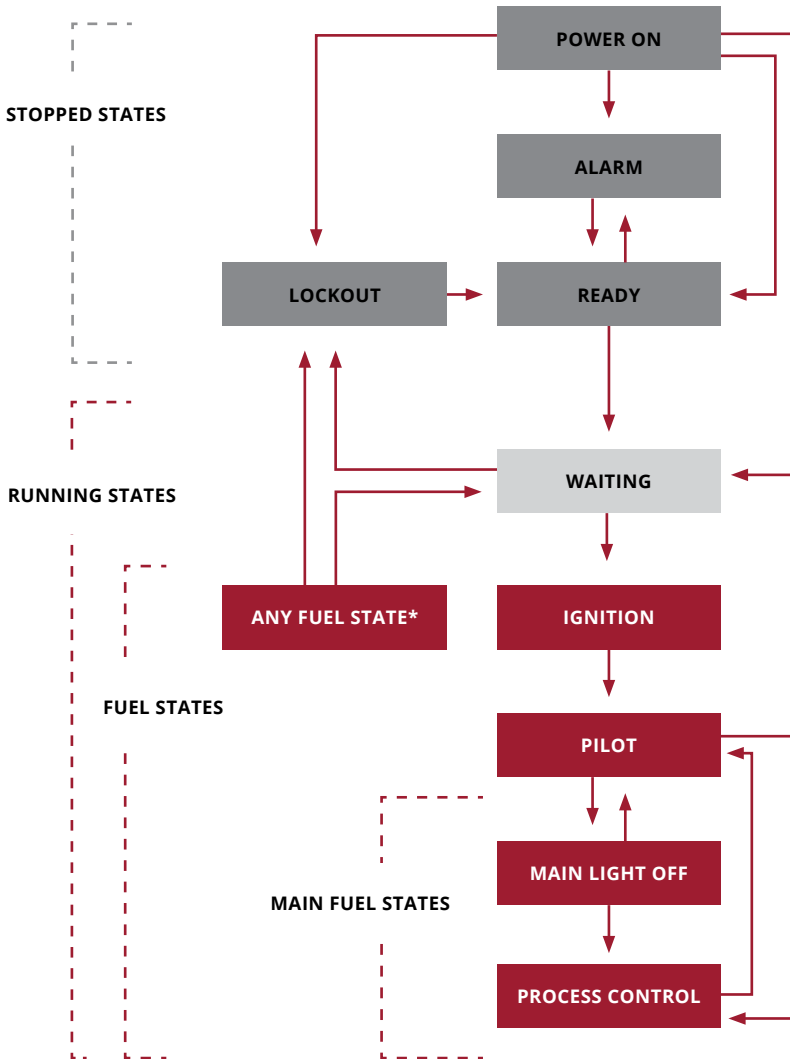 POWER ON
STOPPED STATES
ALARM
LOCKOUT
READY
WAITING
RUNNING STATES
ANY FUEL STATE*
IGNITION
FUEL STATES
PILOT
MAIN LIGHT OFF
MAIN FUEL STATES
PROCESS CONTROL